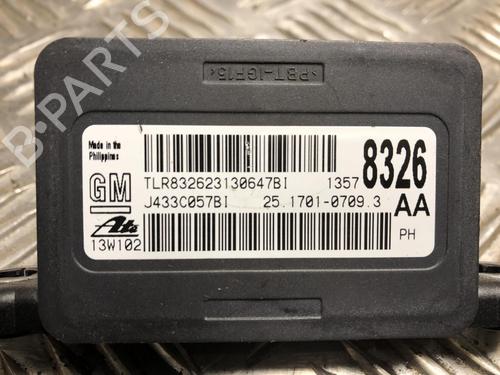 >PBT-IGF15<
Made in the
Philippines
GM
TLR832623130647BI 1357 8326
J433C057BI 25.1701-0709.3 AA
Ate
13W102 PH
B-PARTS